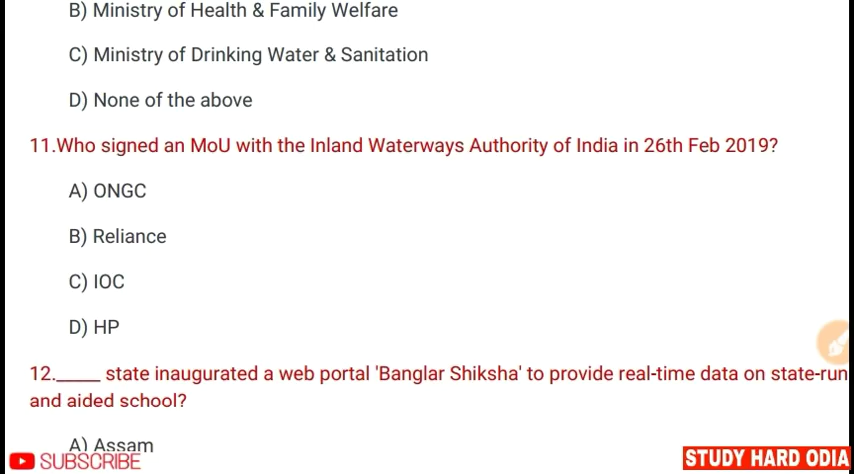 B) Ministry of Health & Family Welfare
C) Ministry of Drinking Water & Sanitation
D) None of the above
11.Who signed an MoU with the Inland Waterways Authority of India in 26th Feb 2019?
A) ONGC
B) Reliance
C) IOC
D) HP
12._____ state inaugurated a web portal 'Banglar Shiksha' to provide real-time data on state-run
and aided school?
A) Assam
SUBSCRIBE
STUDY HARD ODIA